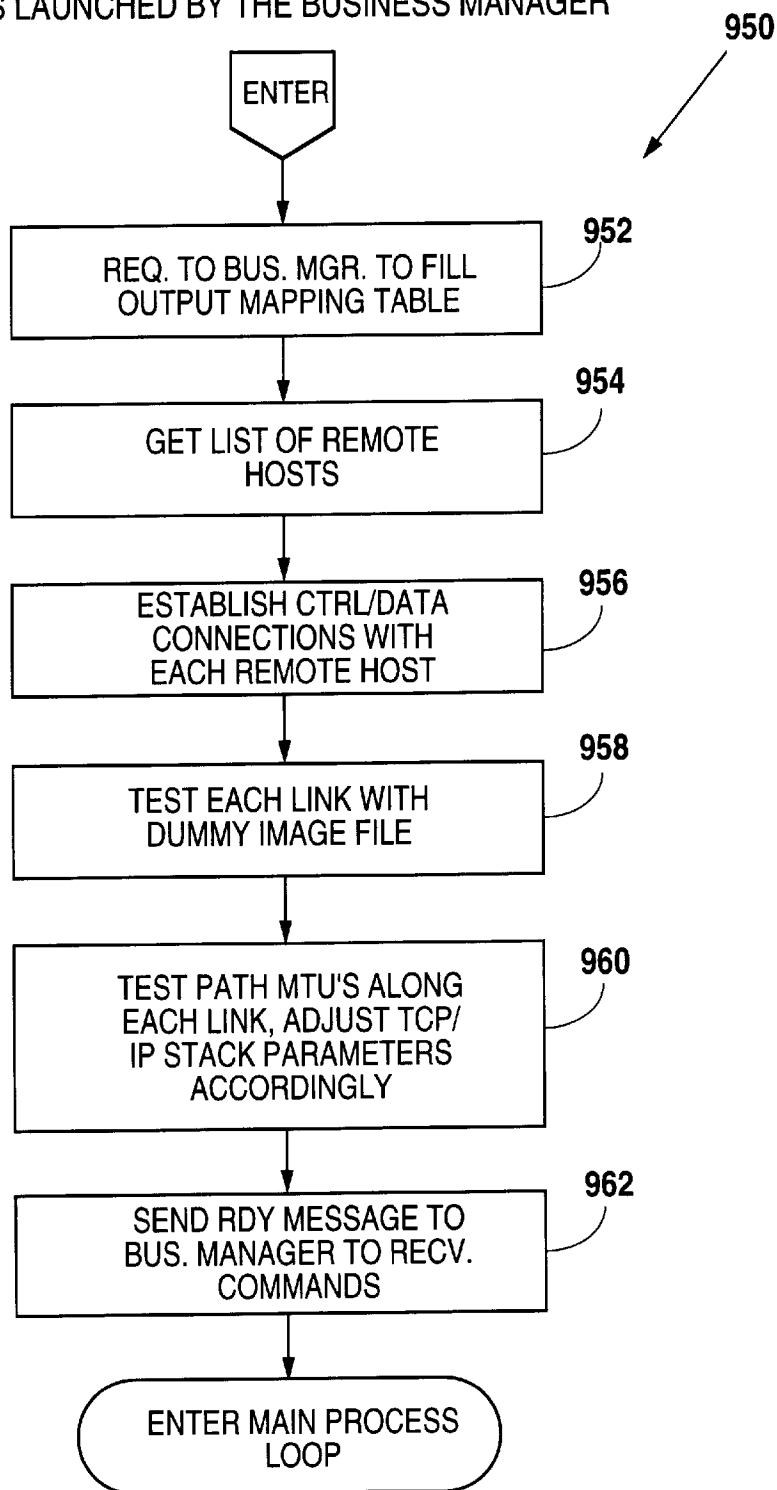 S LAUNCHED BY THE BUSINESS MANAGER
950
ENTER
952
REQ. TO BUS. MGR. TO FILL
OUTPUT MAPPING TABLE
954
GET LIST OF REMOTE
HOSTS
956
ESTABLISH CTRL/DATA
CONNECTIONS WITH
EACH REMOTE HOST
958
TEST EACH LINK WITH
DUMMY IMAGE FILE
960
TEST PATH MTU'S ALONG
EACH LINK, ADJUST TCP/
IP STACK PARAMETERS
ACCORDINGLY
962
SEND RDY MESSAGE TO
BUS. MANAGER TO RECV.
COMMANDS
ENTER MAIN PROCESS
LOOP